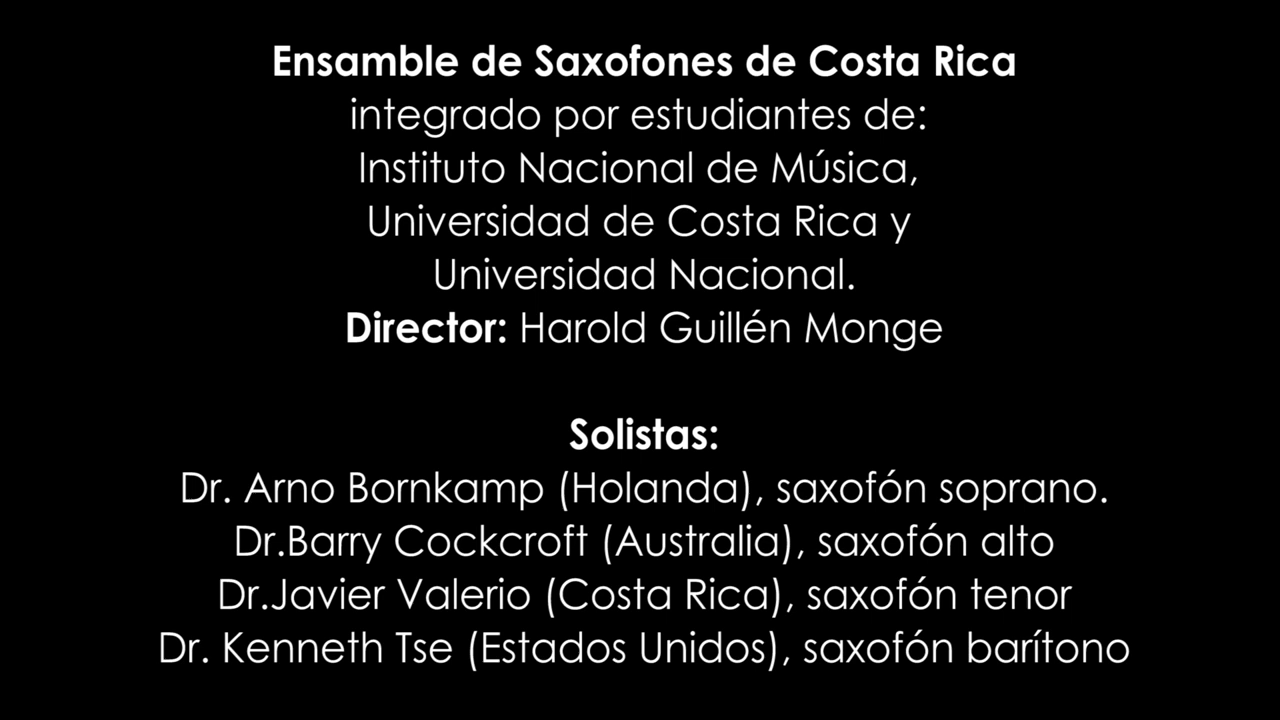 Ensamble de Saxofones de Costa Rica
integrado por estudiantes de:
Instituto Nacional de Música,
Universidad de Costa Rica y
Universidad Nacional.
Director: Harold Guillén Monge
Solistas:
Dr. Arno Bornkamp (Holanda), saxofón soprano.
Dr.Barry Cockcroft (Australia), saxofón alto
Dr.Javier Valerio (Costa Rica), saxofón tenor
Dr. Kenneth Tse (Estados Unidos), saxofón barítono